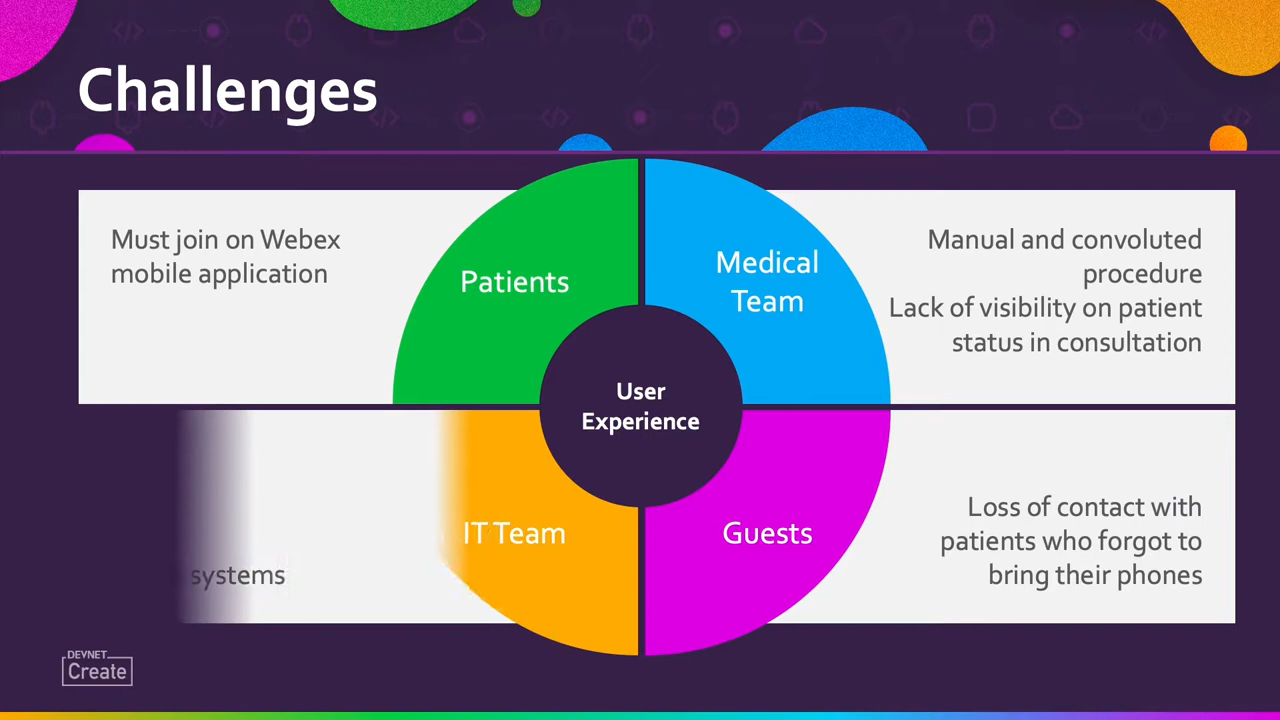 Challenges
Must join on Webex
mobile application
Patients
Medical
Team
Manual and convoluted
procedure
Lack of visibility on patient
status in consultation
User
Experience
systems
IT Team
Guests
Loss of contact with
patients who forgot to
bring their phones
DEVNET
Create